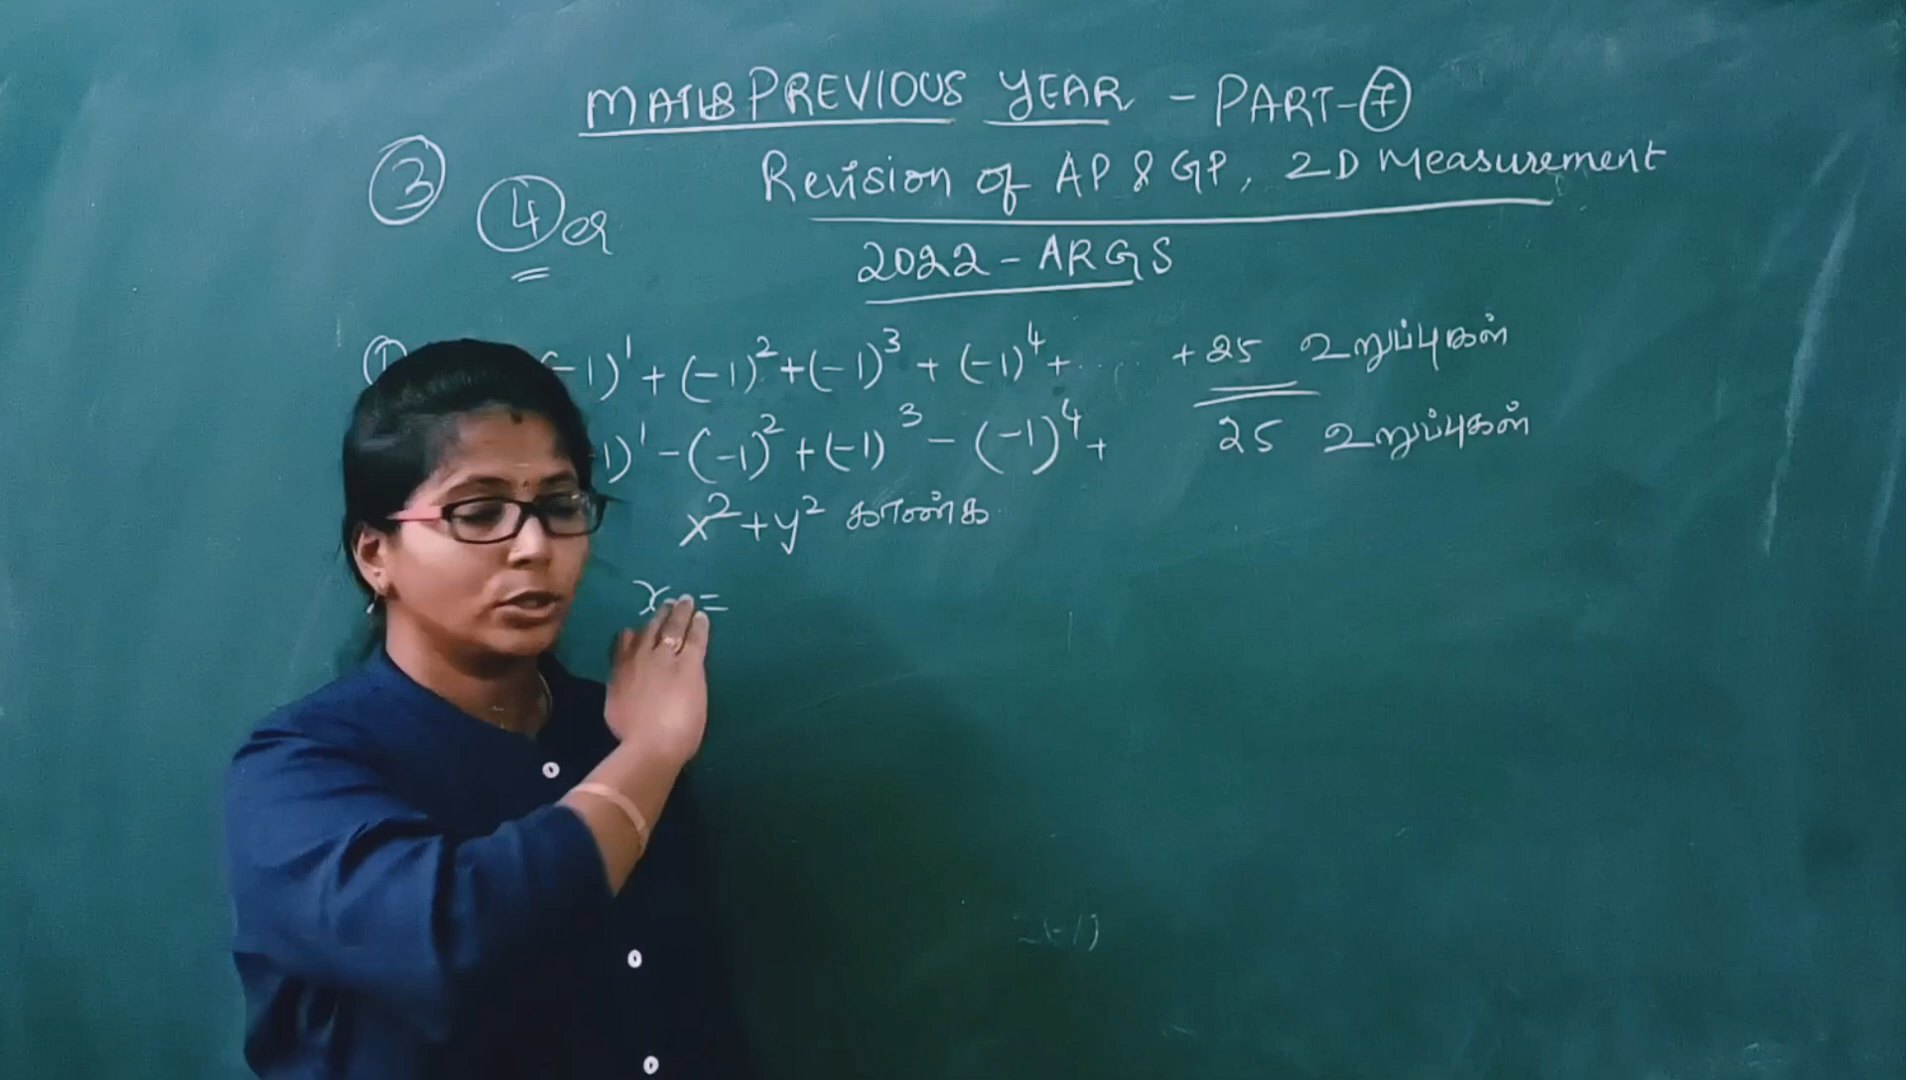 MATHS PREVIOUS YEAR - PART-7
Revision of AP & GP, 2D Measurement
3
4
2022 - ARGS
1 (-1)¹ + (-1)² + (-1)³ + (-1)⁴ + ..... + 25 உறுப்புகள்
1)¹ - (-1)² + (-1)³ - (-1)⁴ + 25 உறுப்புகள்
x² + y² காண்க
x =
= (-1)